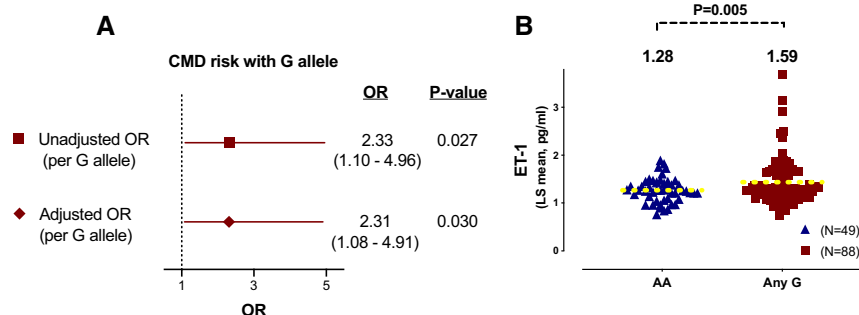 A
CMD risk with G allele
OR
P-value
Unadjusted OR
(per G allele)
2.33
(1.10 - 4.96)
0.027
Adjusted OR
(per G allele)
2.31
(1.08 - 4.91)
0.030
1
3
5
OR
B
P=0.005
1.28
1.59
ET-1
(LS mean, pg/ml)
3
2
1
0
(N=49)
(N=88)
AA
Any G